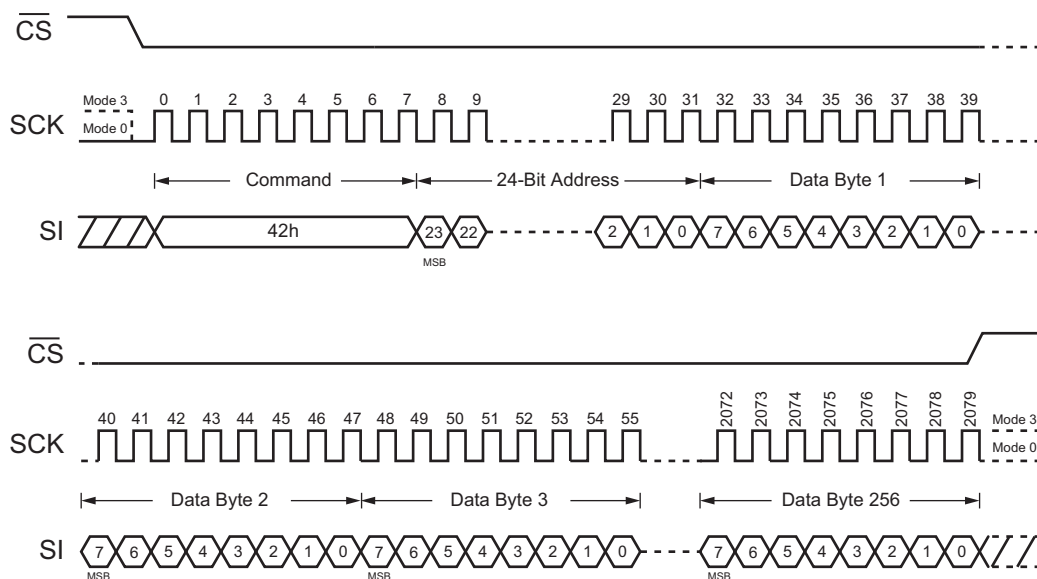 CS
Mode 3
0 1 2 3 4 5 6 7 8 9 29 30 31 32 33 34 35 36 37 38 39
SCK
Mode 0
Command 24-Bit Address Data Byte 1
SI 42h 23 22 2 1 0 7 6 5 4 3 2 1 0
MSB
CS
40 41 42 43 44 45 46 47 48 49 50 51 52 53 54 55 2072 2073 2074 2075 2076 2077 2078 2079
Mode 3
SCK
Mode 0
Data Byte 2 Data Byte 3 Data Byte 256
SI 7 6 5 4 3 2 1 0 7 6 5 4 3 2 1 0 7 6 5 4 3 2 1 0
MSB MSB MSB